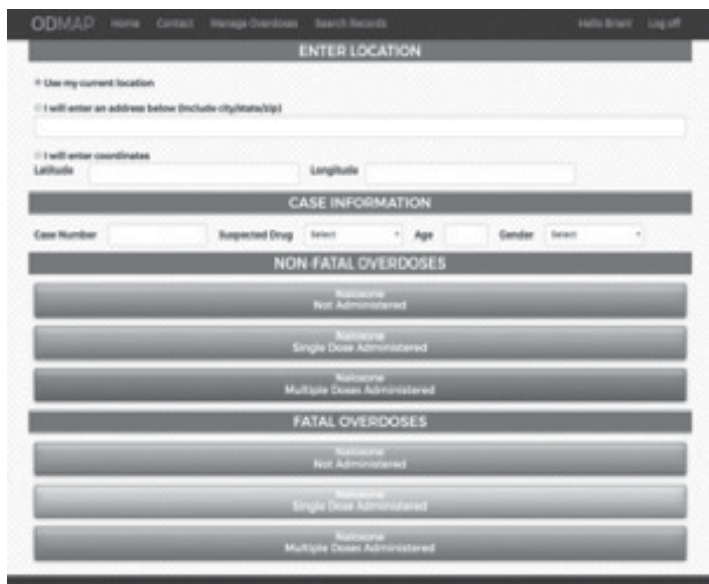 ODMAP Home Contact Manage Overdoses Search Records Hello Brian! Log off
ENTER LOCATION
Use my current location
I will enter an address below (include city/state/zip)
I will enter coordinates
Latitude Longitude
CASE INFORMATION
Case Number Suspected Drug Select Age Gender Select
NON-FATAL OVERDOSES
Naloxone
Not Administered
Naloxone
Single Dose Administered
Naloxone
Multiple Doses Administered
FATAL OVERDOSES
Naloxone
Not Administered
Naloxone
Single Dose Administered
Naloxone
Multiple Doses Administered